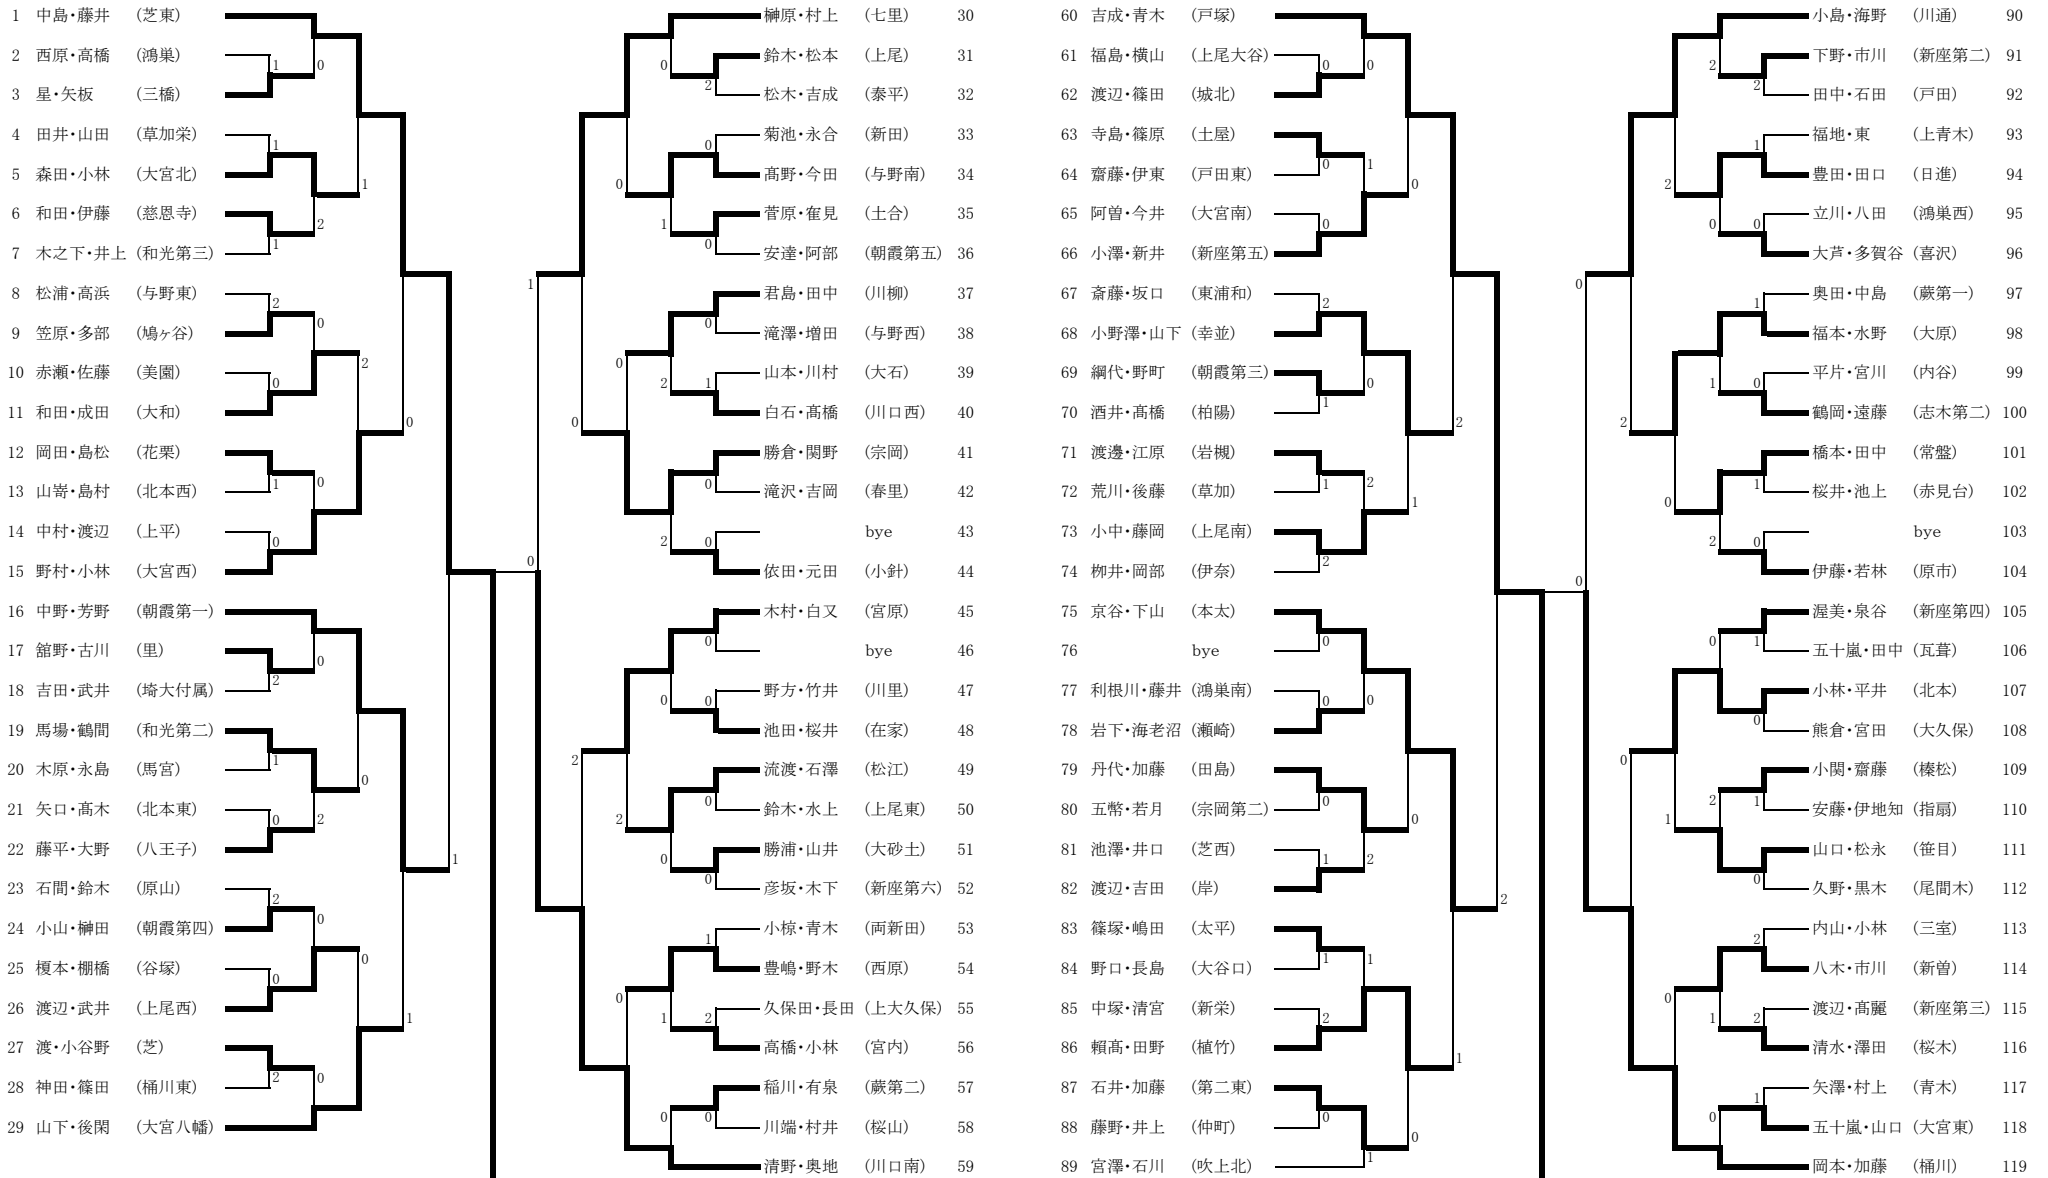 1 中島・藤井 (芝東)
2 西原・高橋 (鴻巣)
3 星・矢板 (三橋)
4 田井・山田 (草加栄)
5 森田・小林 (大宮北)
6 和田・伊藤 (慈恩寺)
7 木之下・井上 (和光第三)
8 松浦・高浜 (与野東)
9 笠原・多部 (鳩ヶ谷)
10 赤瀬・佐藤 (美園)
11 和田・成田 (大和)
12 岡田・島松 (花栗)
13 山嵜・島村 (北本西)
14 中村・渡辺 (上平)
15 野村・小林 (大宮西)
16 中野・芳野 (朝霞第一)
17 舘野・古川 (里)
18 吉田・武井 (埼大付属)
19 馬場・鶴間 (和光第二)
20 木原・永島 (馬宮)
21 矢口・髙木 (北本東)
22 藤平・大野 (八王子)
23 石間・鈴木 (原山)
24 小山・榊田 (朝霞第四)
25 榎本・棚橋 (谷塚)
26 渡辺・武井 (上尾西)
27 渡・小谷野 (芝)
28 神田・篠田 (桶川東)
29 山下・後閑 (大宮八幡)
榊原・村上 (七里) 30
鈴木・松本 (上尾) 31
松木・吉成 (泰平) 32
菊池・永合 (新田) 33
髙野・今田 (与野南) 34
菅原・寉見 (土合) 35
安達・阿部 (朝霞第五) 36
君島・田中 (川柳) 37
滝澤・増田 (与野西) 38
山本・川村 (大石) 39
白石・高橋 (川口西) 40
勝倉・関野 (宗岡) 41
滝沢・吉岡 (春里) 42
bye 43
依田・元田 (小針) 44
木村・白又 (宮原) 45
bye 46
野方・竹井 (川里) 47
池田・桜井 (在家) 48
流渡・石澤 (松江) 49
鈴木・水上 (上尾東) 50
勝浦・山井 (大砂土) 51
彦坂・木下 (新座第六) 52
小椋・青木 (両新田) 53
豊嶋・野木 (西原) 54
久保田・長田 (上大久保) 55
高橋・小林 (宮内) 56
稲川・有泉 (蕨第二) 57
川端・村井 (桜山) 58
清野・奥地 (川口南) 59
60 吉成・青木 (戸塚)
61 福島・横山 (上尾大谷)
62 渡辺・篠田 (城北)
63 寺島・篠原 (土屋)
64 齋藤・伊東 (戸田東)
65 阿曽・今井 (大宮南)
66 小澤・新井 (新座第五)
67 斎藤・坂口 (東浦和)
68 小野澤・山下 (幸並)
69 綱代・野町 (朝霞第三)
70 酒井・髙橋 (柏陽)
71 渡邊・江原 (岩槻)
72 荒川・後藤 (草加)
73 小中・藤岡 (上尾南)
74 栁井・岡部 (伊奈)
75 京谷・下山 (本太)
76 bye
77 利根川・藤井 (鴻巣南)
78 岩下・海老沼 (瀬崎)
79 丹代・加藤 (田島)
80 五幣・若月 (宗岡第二)
81 池澤・井口 (芝西)
82 渡辺・吉田 (岸)
83 篠塚・嶋田 (太平)
84 野口・長島 (大谷口)
85 中塚・清宮 (新栄)
86 頼髙・田野 (植竹)
87 石井・加藤 (第二東)
88 藤野・井上 (仲町)
89 宮澤・石川 (吹上北)
小島・海野 (川通) 90
下野・市川 (新座第二) 91
田中・石田 (戸田) 92
福地・東 (上青木) 93
豊田・田口 (日進) 94
立川・八田 (鴻巣西) 95
大芦・多賀谷 (喜沢) 96
奥田・中島 (蕨第一) 97
福本・水野 (大原) 98
平片・宮川 (内谷) 99
鶴岡・遠藤 (志木第二) 100
橋本・田中 (常盤) 101
桜井・池上 (赤見台) 102
bye 103
伊藤・若林 (原市) 104
渥美・泉谷 (新座第四) 105
五十嵐・田中 (瓦葺) 106
小林・平井 (北本) 107
熊倉・宮田 (大久保) 108
小関・齋藤 (榛松) 109
安藤・伊地知 (指扇) 110
山口・松永 (笹目) 111
久野・黒木 (尾間木) 112
内山・小林 (三室) 113
八木・市川 (新曽) 114
渡辺・髙麗 (新座第三) 115
清水・澤田 (桜木) 116
矢澤・村上 (青木) 117
五十嵐・山口 (大宮東) 118
岡本・加藤 (桶川) 119